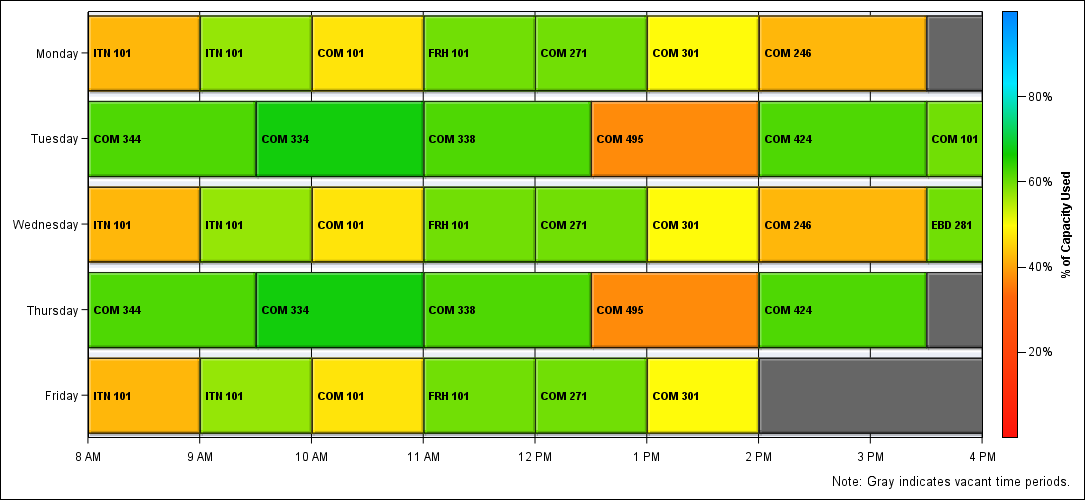 Monday ITN 101 ITN 101 COM 101 FRH 101 COM 271 COM 301 COM 246
80%
Tuesday COM 344 COM 334 COM 338 COM 495 COM 424 COM 101
60%
Wednesday ITN 101 ITN 101 COM 101 FRH 101 COM 271 COM 301 COM 246 EBD 281
% of Capacity Used
40%
Thursday COM 344 COM 334 COM 338 COM 495 COM 424
20%
Friday ITN 101 ITN 101 COM 101 FRH 101 COM 271 COM 301
8 AM 9 AM 10 AM 11 AM 12 PM 1 PM 2 PM 3 PM 4 PM
Note: Gray indicates vacant time periods.